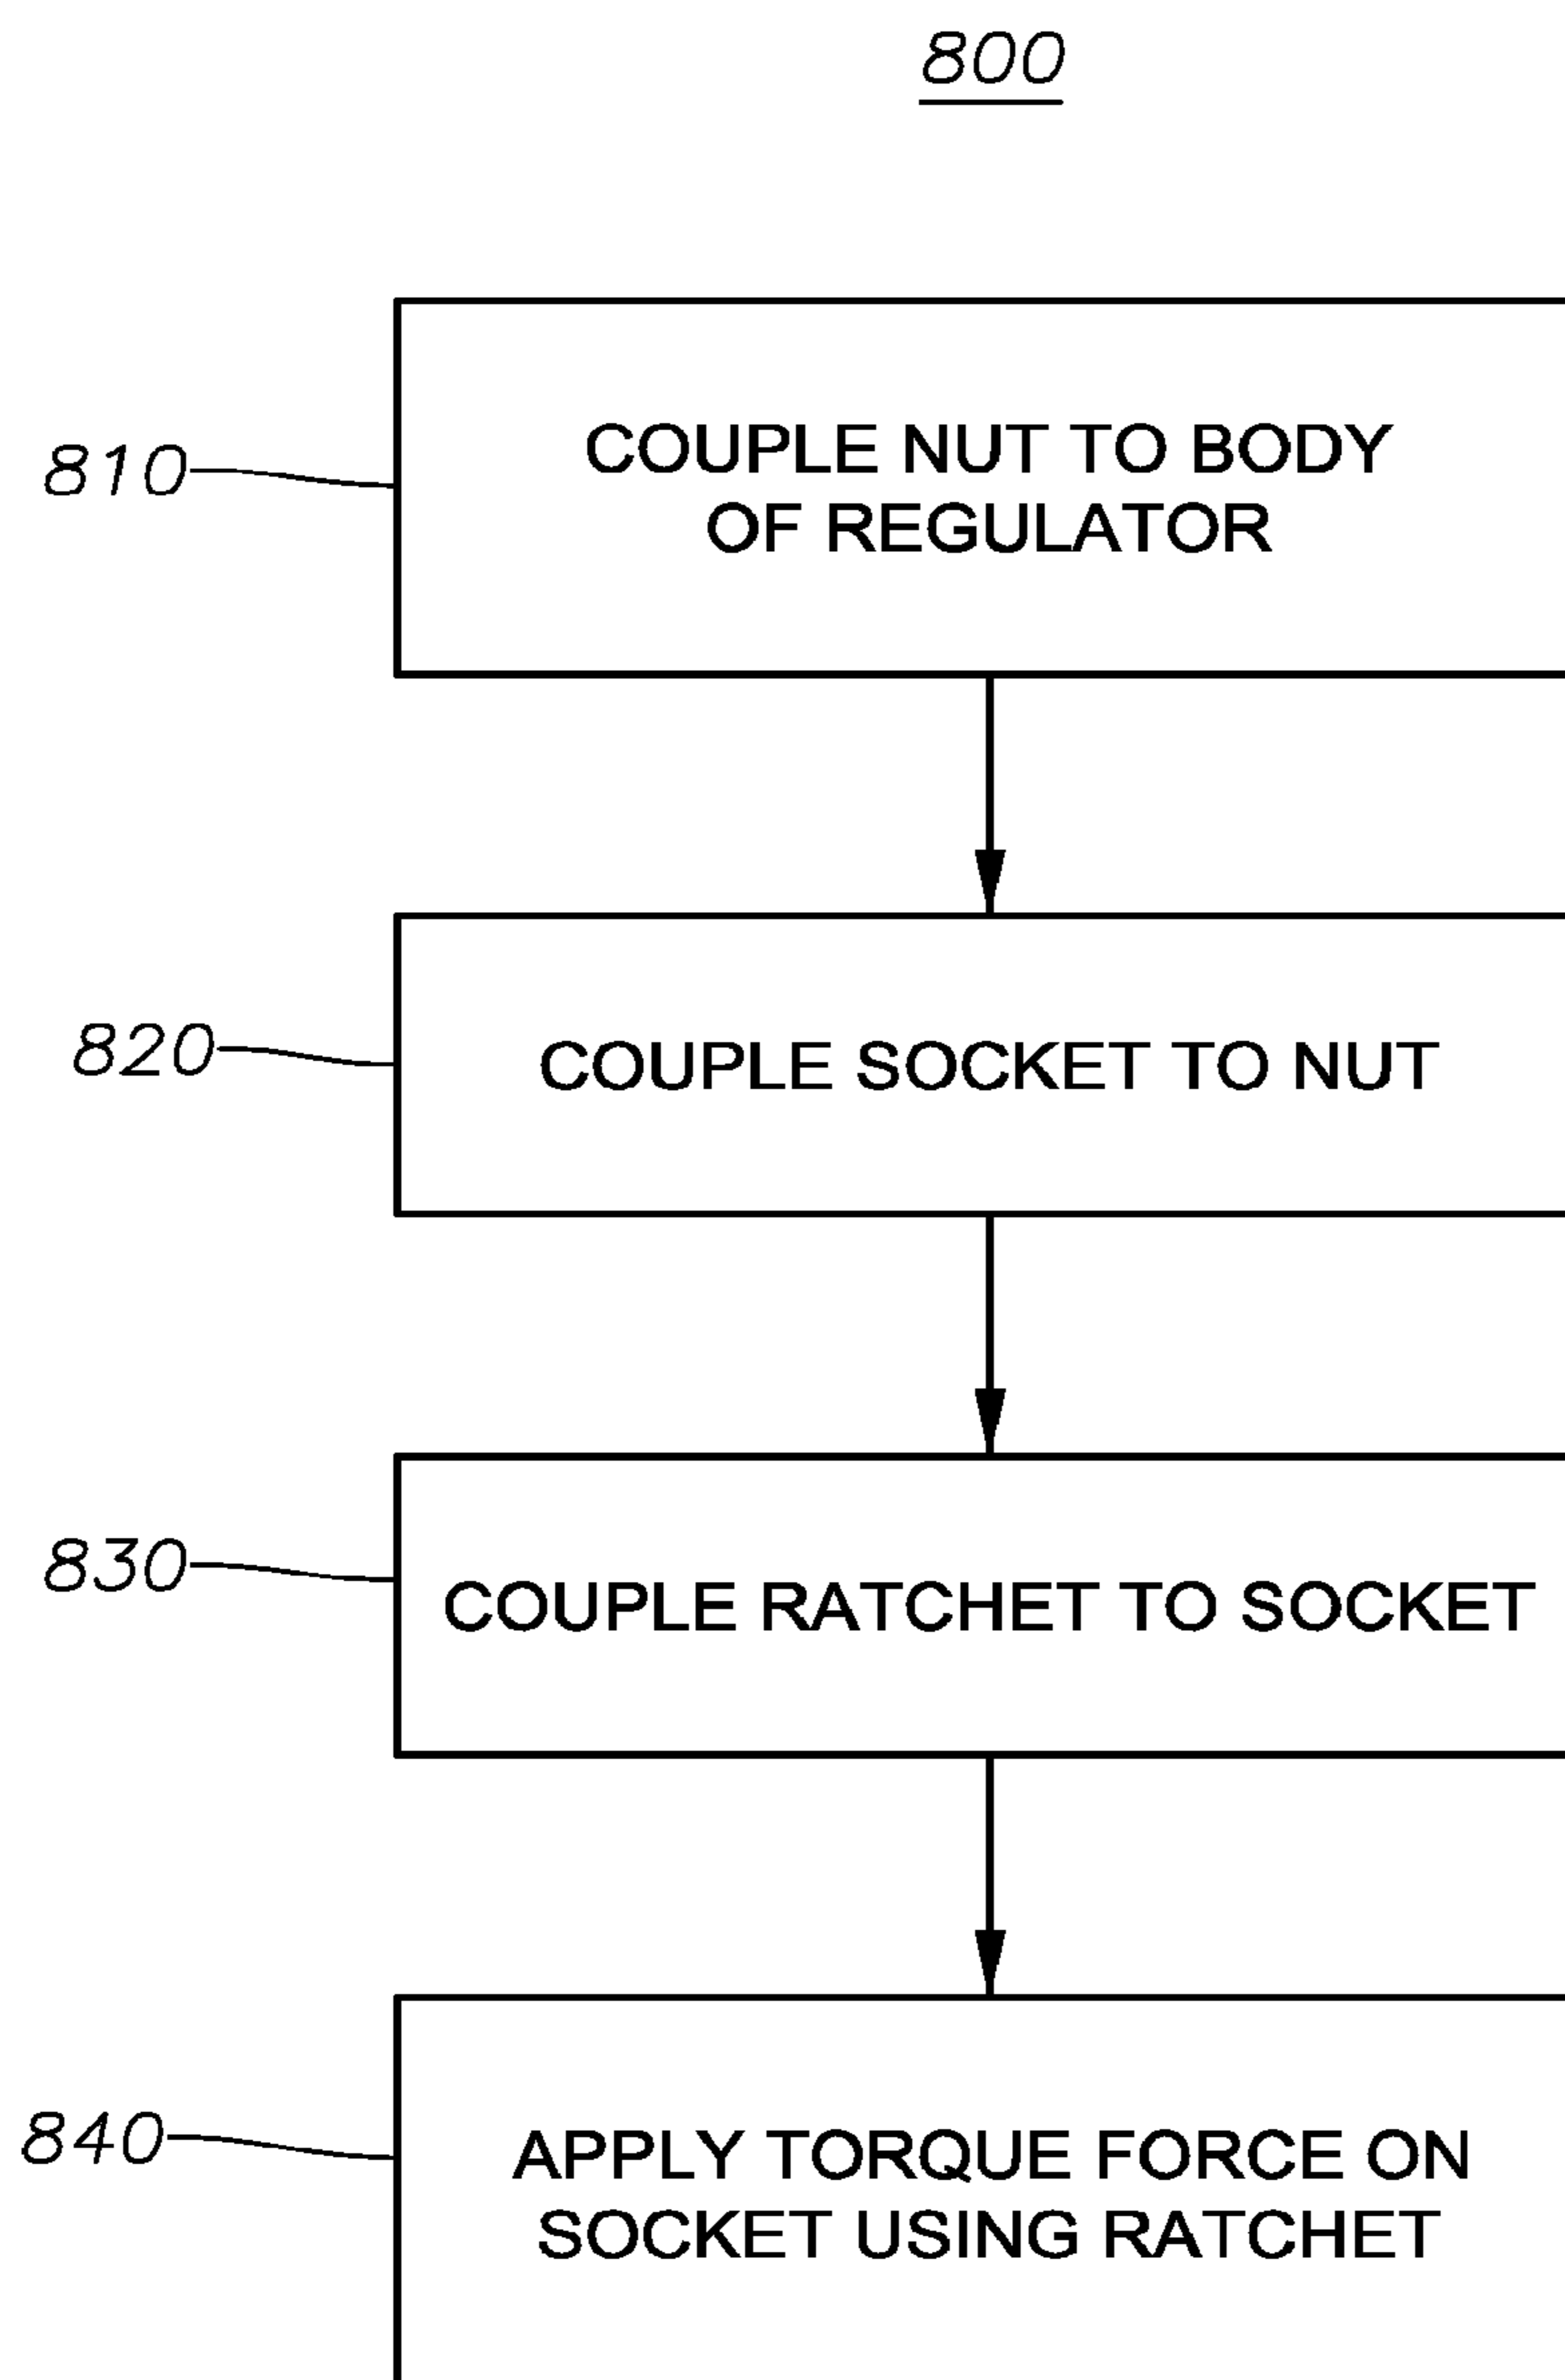 800
810
COUPLE NUT TO BODY
OF REGULATOR
820
COUPLE SOCKET TO NUT
830
COUPLE RATCHET TO SOCKET
840
APPLY TORQUE FORCE ON
SOCKET USING RATCHET